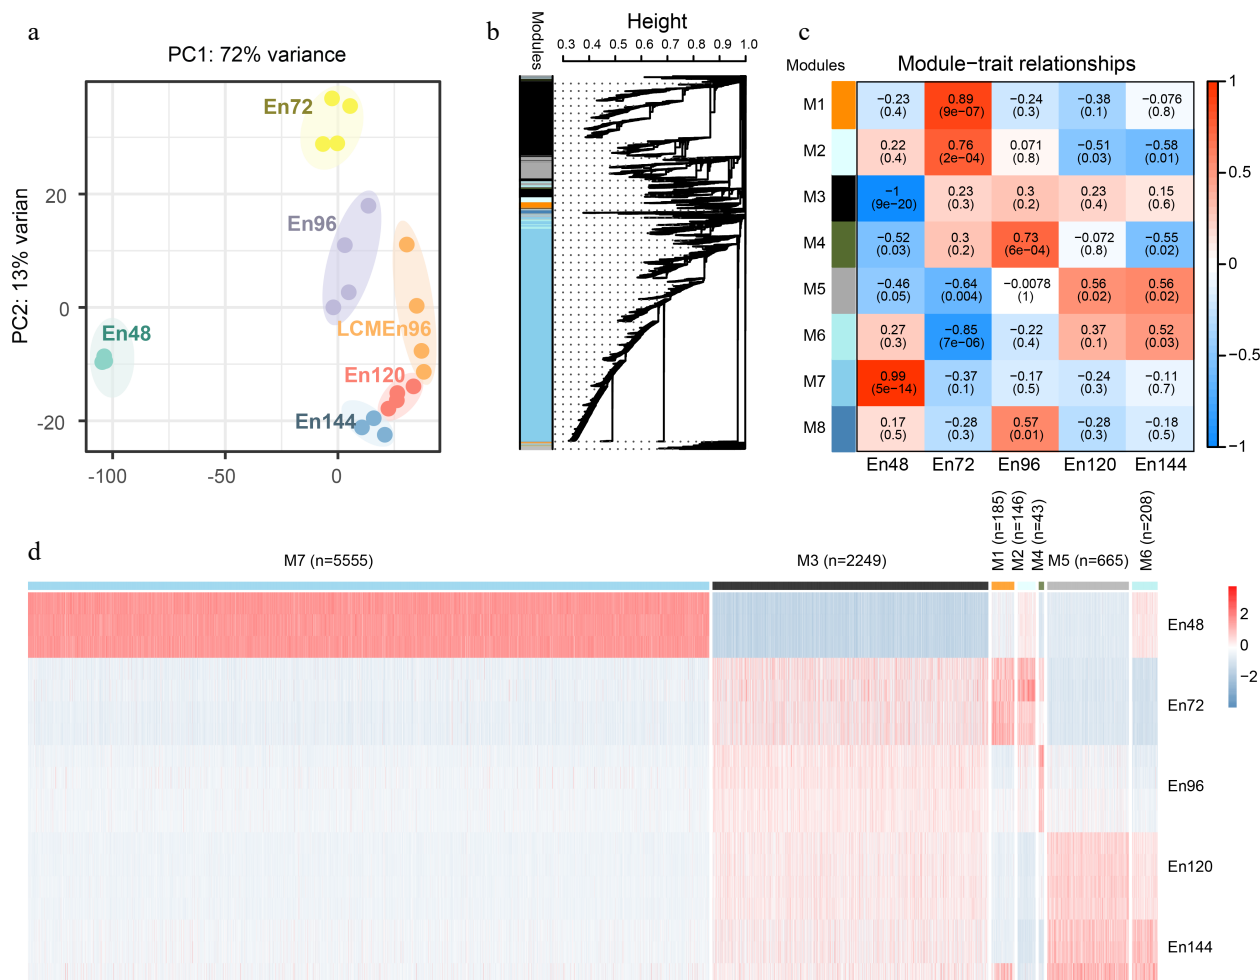 a
PC1: 72% variance
PC2: 13% varian
20
0
-20
-100
-50
0
En72
En96
LCMEn96
En48
En120
En144
b
Modules
Height
0.3 0.4 0.5 0.6 0.7 0.8 0.9 1.0
c
Modules
Module−trait relationships
M1 −0.23 0.89 −0.24 −0.38 −0.076
(0.4) (9e−07) (0.3) (0.1) (0.8)
M2 0.22 0.76 0.071 −0.51 −0.58
(0.4) (2e−04) (0.8) (0.03) (0.01)
M3 −1 0.23 0.3 0.23 0.15
(9e−20) (0.3) (0.2) (0.4) (0.6)
M4 −0.52 0.3 0.73 −0.072 −0.55
(0.03) (0.2) (6e−04) (0.8) (0.02)
M5 −0.46 −0.64 −0.0078 0.56 0.56
(0.05) (0.004) (1) (0.02) (0.02)
M6 0.27 −0.85 −0.22 0.37 0.52
(0.3) (7e−06) (0.4) (0.1) (0.03)
M7 0.99 −0.37 −0.17 −0.24 −0.11
(5e−14) (0.1) (0.5) (0.3) (0.7)
M8 0.17 −0.28 0.57 −0.28 −0.18
(0.5) (0.3) (0.01) (0.3) (0.5)
En48 En72 En96 En120 En144
1
0.5
0
−0.5
−1
d
M7 (n=5555)
M3 (n=2249)
M1 (n=185)
M2 (n=146)
M4 (n=43)
M5 (n=665)
M6 (n=208)
En48
En72
En96
En120
En144
2
0
−2